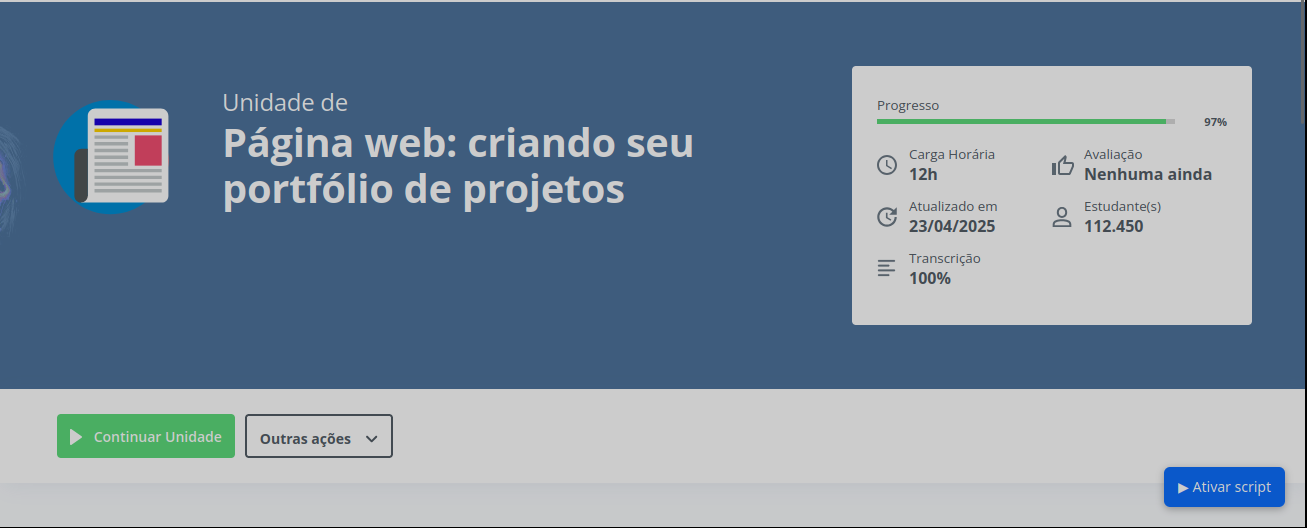 Unidade de
Página web: criando seu
portfólio de projetos
Progresso
97%
Carga Horária
12h
Avaliação
Nenhuma ainda
Atualizado em
23/04/2025
Estudante(s)
112.450
Transcrição
100%
Continuar Unidade
Outras ações
▶ Ativar script